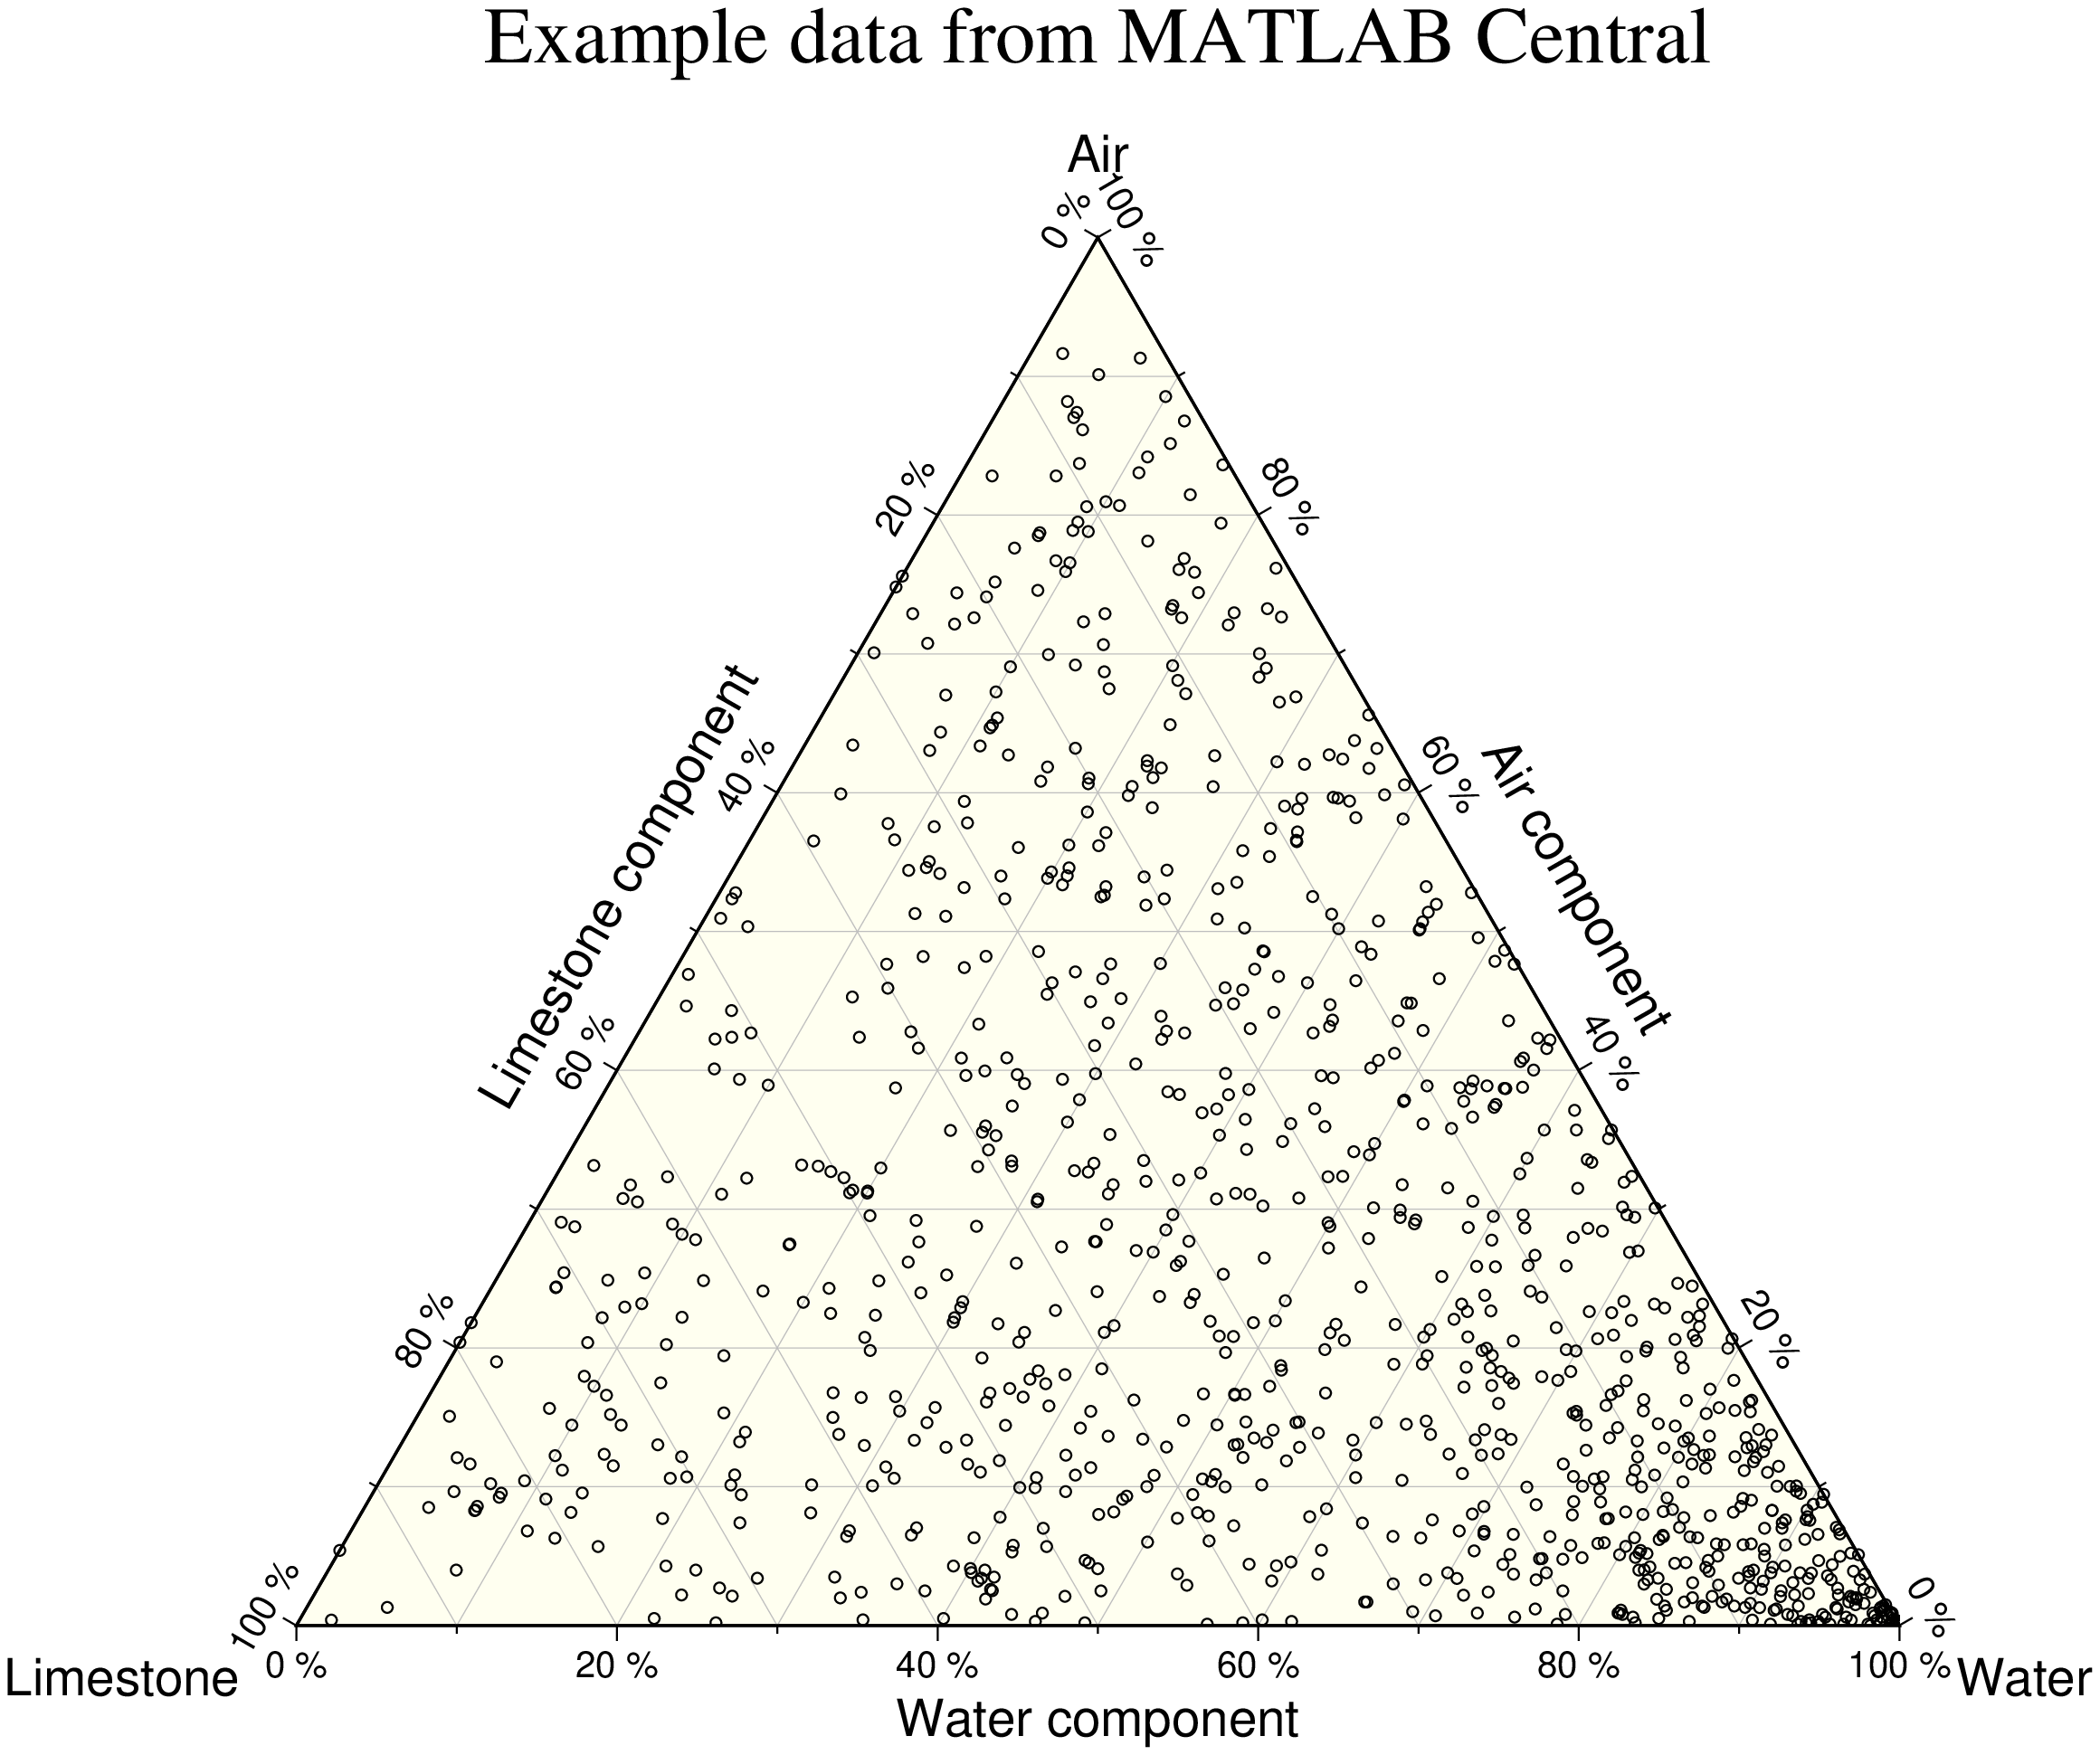 Example data from MATLAB Central
Air
0 %
100 %
20 %
80 %
Limestone component
40 %
60 %
Air component
60 %
40 %
80 %
20 %
100 %
0 %
Limestone
0 %
20 %
40 %
60 %
80 %
100 %
Water
Water component